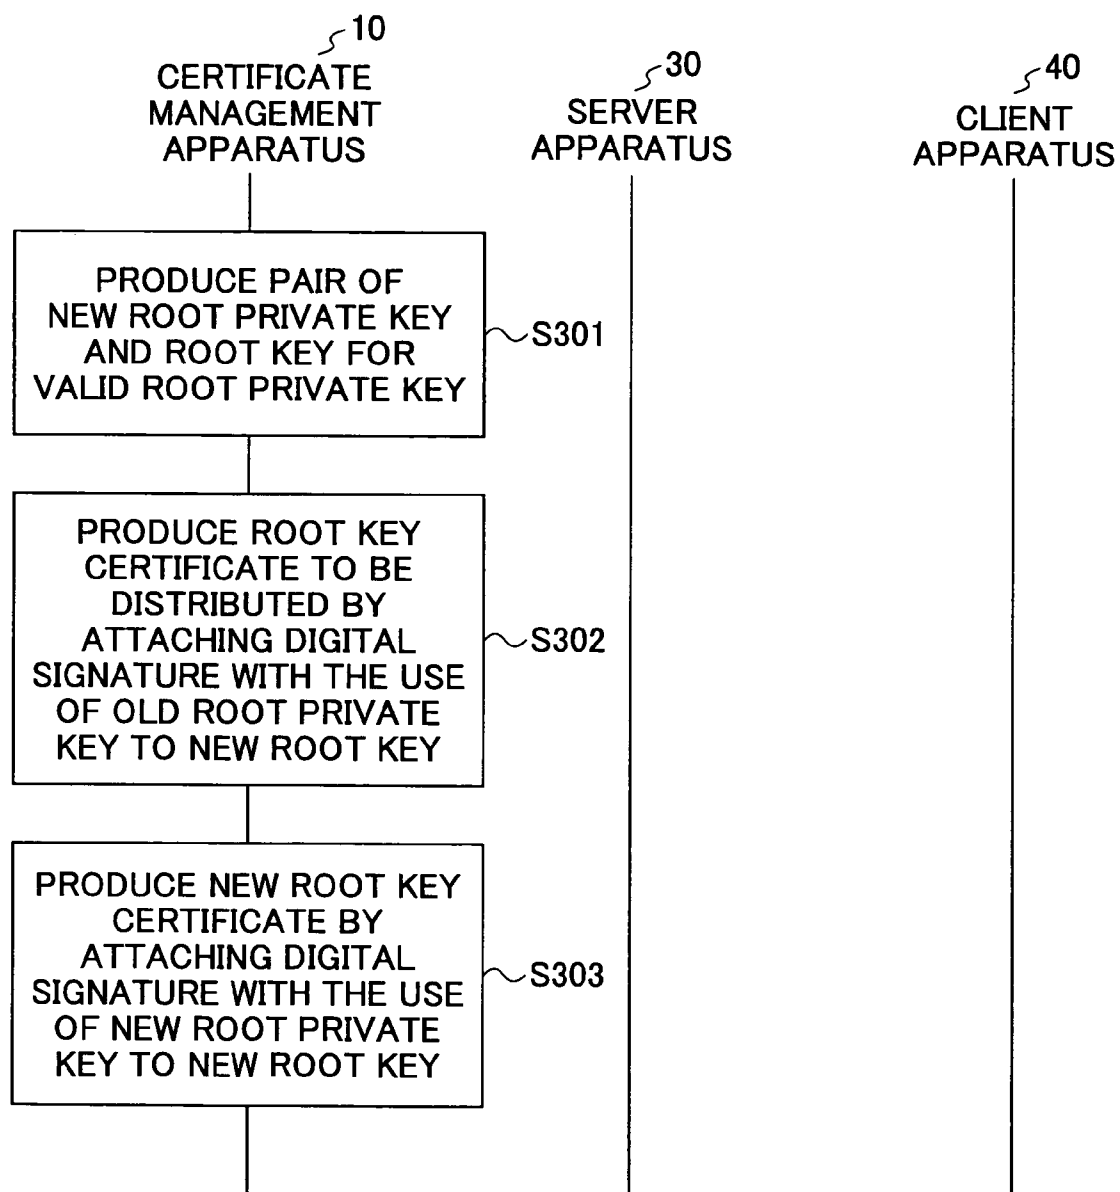 10
CERTIFICATE
MANAGEMENT
APPARATUS
30
SERVER
APPARATUS
40
CLIENT
APPARATUS
PRODUCE PAIR OF
NEW ROOT PRIVATE KEY
AND ROOT KEY FOR
VALID ROOT PRIVATE KEY
S301
PRODUCE ROOT KEY
CERTIFICATE TO BE
DISTRIBUTED BY
ATTACHING DIGITAL
SIGNATURE WITH THE USE
OF OLD ROOT PRIVATE
KEY TO NEW ROOT KEY
S302
PRODUCE NEW ROOT KEY
CERTIFICATE BY
ATTACHING DIGITAL
SIGNATURE WITH THE USE
OF NEW ROOT PRIVATE
KEY TO NEW ROOT KEY
S303